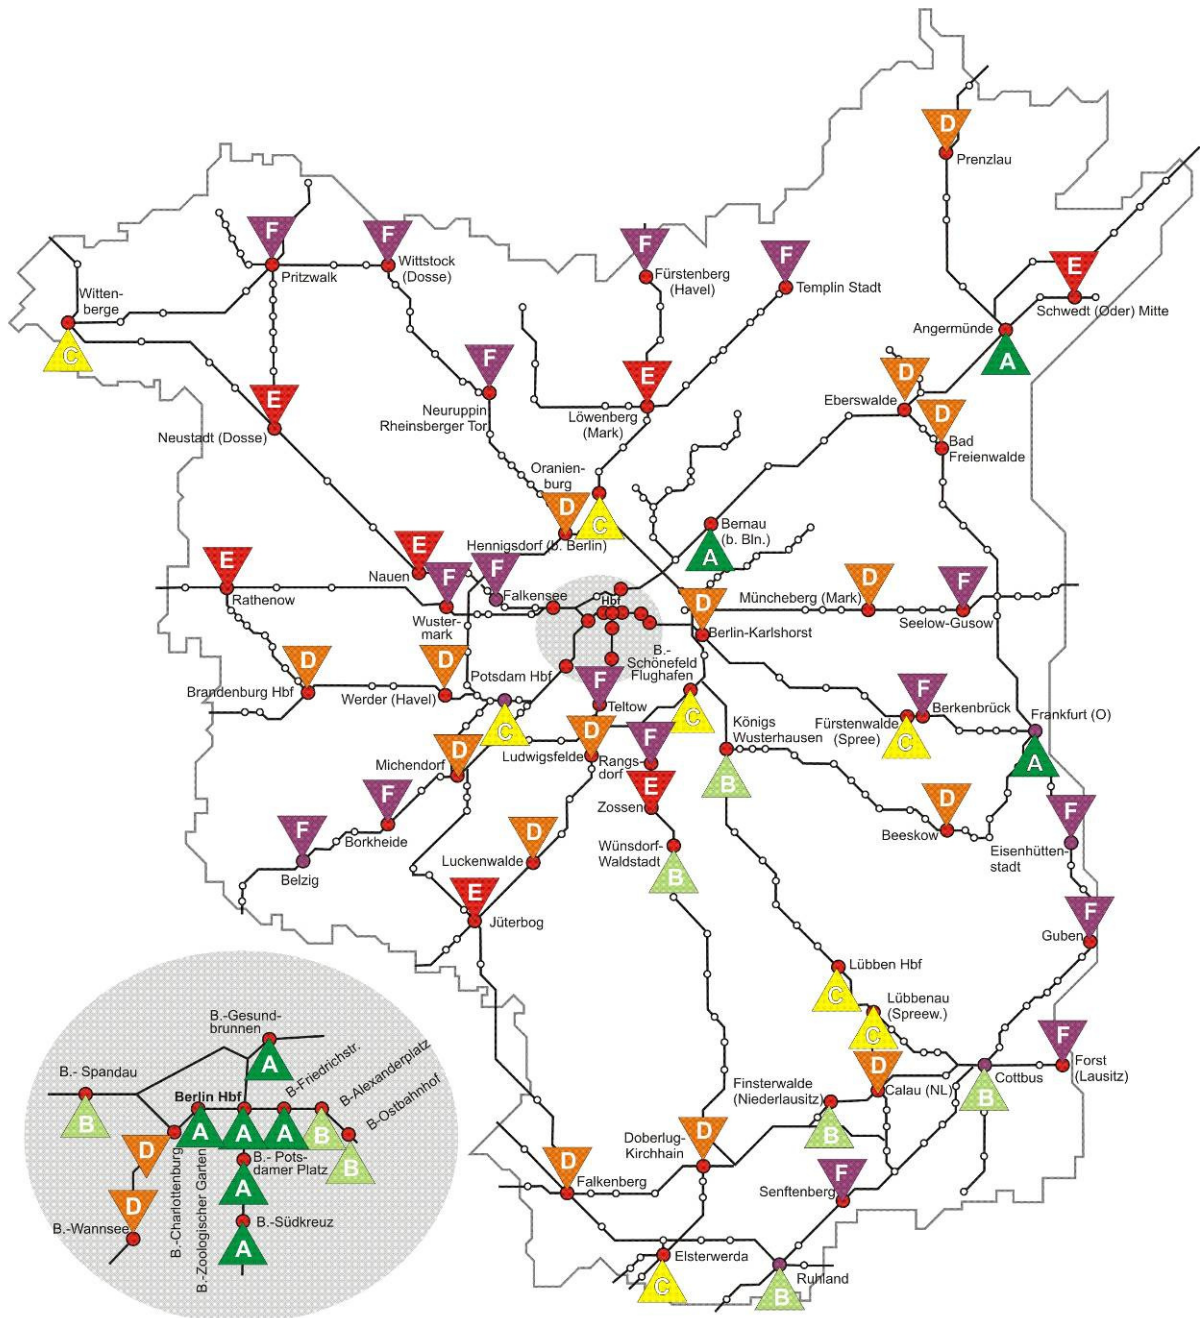 D
Prenzlau
F
Pritzwalk
F
Wittstock
(Dosse)
F
Fürstenberg
(Havel)
F
Templin Stadt
E
Schwedt (Oder) Mitte
Witten-
berge
C
Angermünde
A
E
Neustadt (Dosse)
F
Neuruppin
Rheinsberger Tor
E
Löwenberg
(Mark)
D
Eberswalde
D
Bad
Freienwalde
Oranien-
burg
C
D
Hennigsdorf (b. Berlin)
Bernau
(b. Bln.)
A
E
Rathenow
E
Nauen
F
Wuster-
mark
F
Falkensee
Hbf
D
Berlin-Karlshorst
D
Müncheberg (Mark)
F
Seelow-Gusow
D
Brandenburg Hbf
D
Werder (Havel)
Potsdam Hbf
C
F
Teltow
B.-
Schönefeld
Flughafen
C
Fürstenwalde
(Spree)
C
F
Berkenbrück
Frankfurt (O)
A
D
Michendorf
D
Ludwigsfelde
F
Rangs-
dorf
Königs
Wusterhausen
B
F
Belzig
F
Borkheide
D
Luckenwalde
E
Zossen
Wünsdorf-
Waldstadt
B
D
Beeskow
F
Eisenhütten-
stadt
E
Jüterbog
F
Guben
Lübben Hbf
C
Lübbenau
(Spreew.)
C
D
Calau (NL)
Cottbus
B
F
Forst
(Lausitz)
Finsterwalde
(Niederlausitz)
B
Doberlug-
Kirchhain
D
D
Falkenberg
F
Senftenberg
Elsterwerda
C
Ruhland
B
B.-Gesund-
brunnen
A
B-Friedrichstr.
A
B-Alexanderplatz
B
B-Ostbahnhof
B
B.- Spandau
B
Berlin Hbf
A
A
B.-Zoologischer Garten
D
B.-Charlottenburg
B.- Pots-
damer Platz
A
D
B.-Wannsee
B.-Südkreuz
A